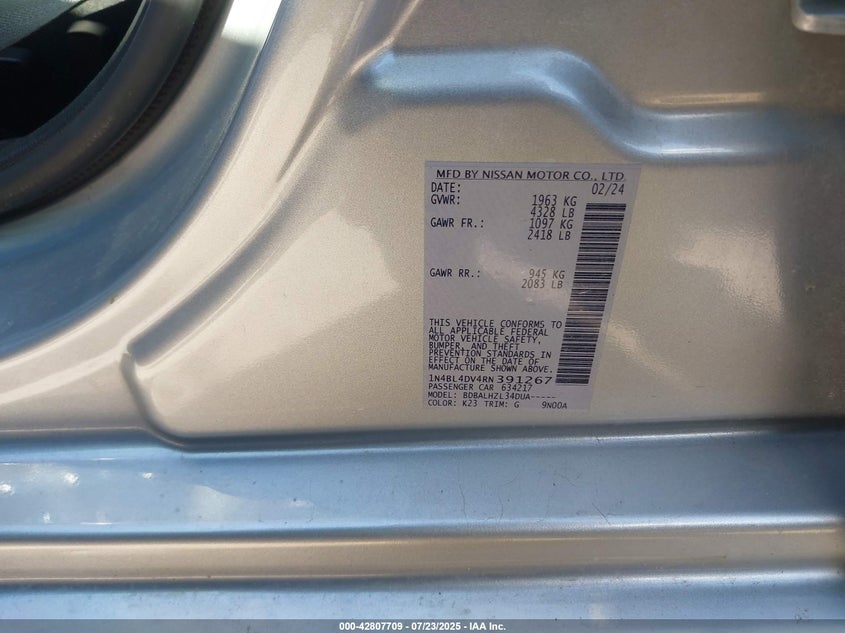 MFD BY NISSAN MOTOR CO., LTD.
DATE: 02/24
GVWR: 1963 KG
4328 LB
GAWR FR.: 1097 KG
2418 LB
GAWR RR.: 945 KG
2083 LB
THIS VEHICLE CONFORMS TO
ALL APPLICABLE FEDERAL
MOTOR VEHICLE SAFETY,
BUMPER, AND THEFT
PREVENTION STANDARDS IN
EFFECT ON THE DATE OF
MANUFACTURE SHOWN ABOVE.
1N4BL4DV4RN391267
PASSENGER CAR 634217
MODEL: BDBALHZL34DUA-----
COLOR: K23 TRIM: G 9N00A
000-42807709 - 07/23/2025 - IAA Inc.